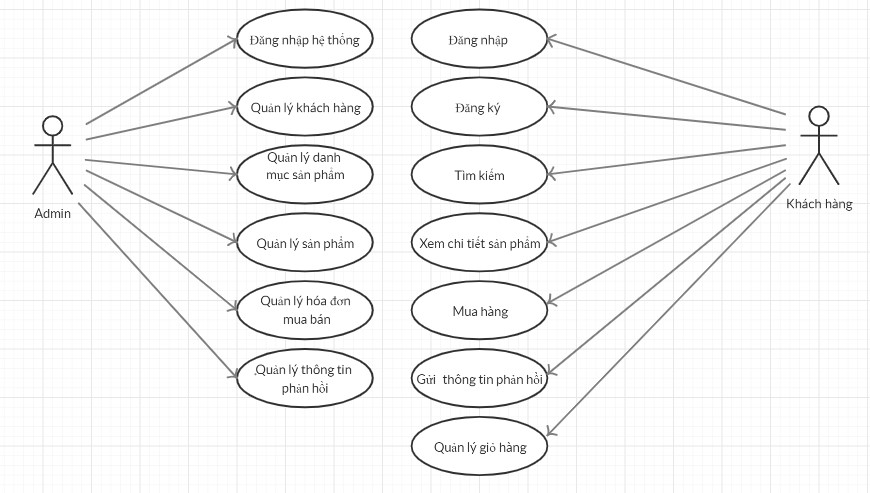 Đăng nhập hệ thống
Quản lý khách hàng
Quản lý danh
mục sản phẩm
Quản lý sản phẩm
Quản lý hóa đơn
mua bán
Quản lý thông tin
phản hồi
Admin
Đăng nhập
Đăng ký
Tìm kiếm
Xem chi tiết sản phẩm
Mua hàng
Gửi thông tin phản hồi
Quản lý giỏ hàng
Khách hàng